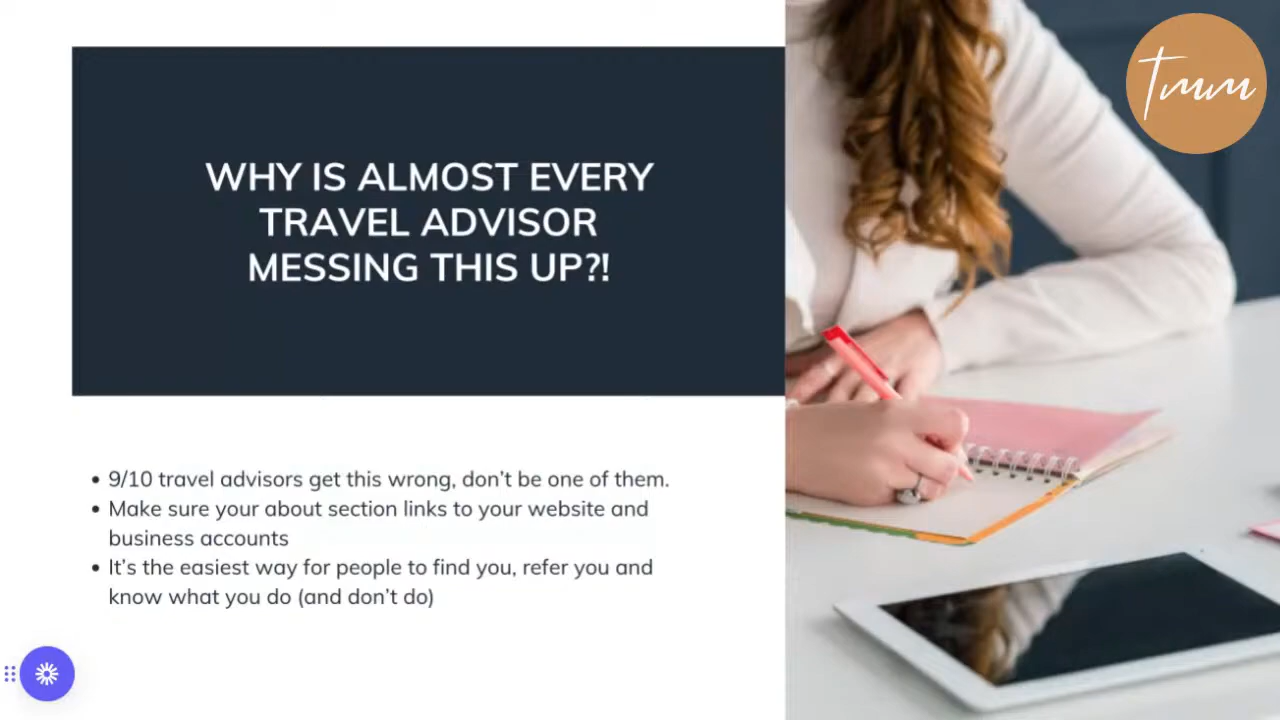 WHY IS ALMOST EVERY
TRAVEL ADVISOR
MESSING THIS UP?!
• 9/10 travel advisors get this wrong, don't be one of them.
• Make sure your about section links to your website and
business accounts
• It's the easiest way for people to find you, refer you and
know what you do (and don't do)
Tmm